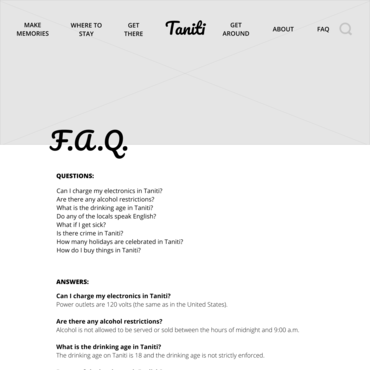 MAKE MEMORIES
WHERE TO STAY
GET THERE
Taniti
GET AROUND
ABOUT
FAQ
F.A.Q.
QUESTIONS:
Can I charge my electronics in Taniti?
Are there any alcohol restrictions?
What is the drinking age in Taniti?
Do any of the locals speak English?
What if I get sick?
Is there crime in Taniti?
How many holidays are celebrated in Taniti?
How do I buy things in Taniti?
ANSWERS:
Can I charge my electronics in Taniti?
Power outlets are 120 volts (the same as in the United States).
Are there any alcohol restrictions?
Alcohol is not allowed to be served or sold between the hours of midnight and 9:00 a.m.
What is the drinking age in Taniti?
The drinking age on Taniti is 18 and the drinking age is not strictly enforced.